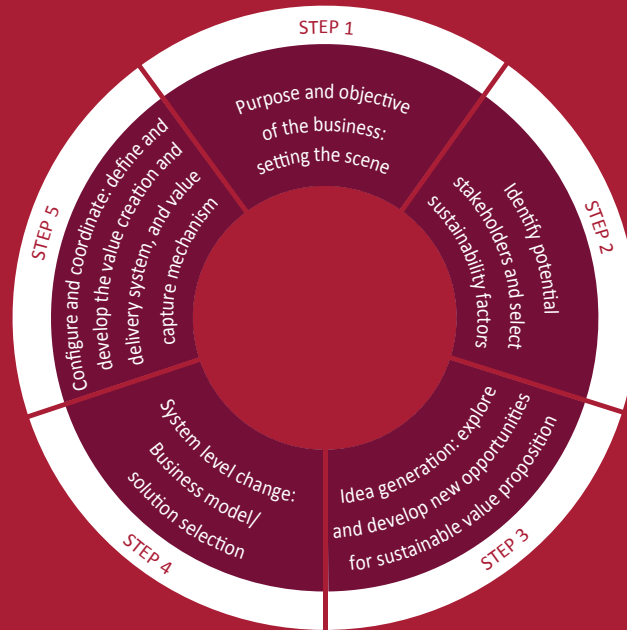 STEP 1
Purpose and objective
of the business:
setting the scene
STEP 2
Identify potential
stakeholders and select
sustainability factors
STEP 3
Idea generation: explore
and develop new opportunities
for sustainable value proposition
STEP 4
System level change:
Business model/
solution selection
STEP 5
Configure and coordinate: define and
develop the value creation and
delivery system, and value
capture mechanism